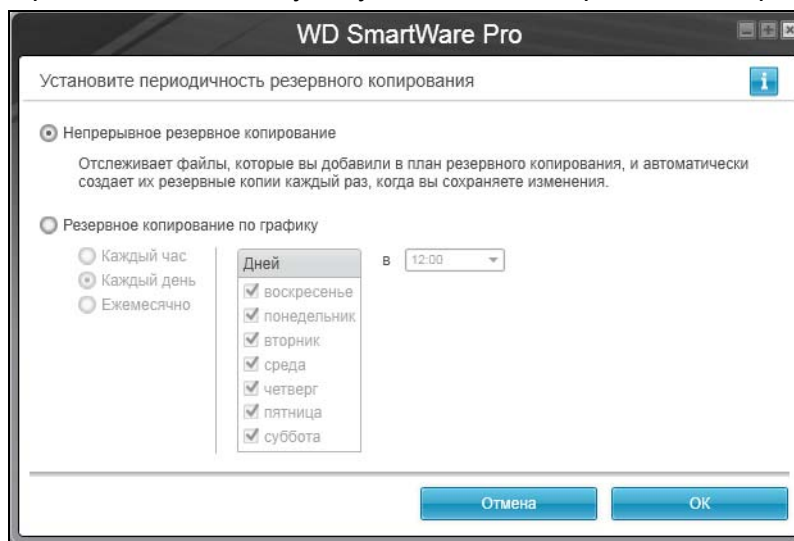 WD SmartWare Pro
Установите периодичность резервного копирования
Непрерывное резервное копирование
Отслеживает файлы, которые вы добавили в план резервного копирования, и автоматически
создает их резервные копии каждый раз, когда вы сохраняете изменения.
Резервное копирование по графику
Каждый час
Каждый день
Ежемесячно
Дней
воскресенье
понедельник
вторник
среда
четверг
пятница
суббота
в 12:00
Отмена
OK